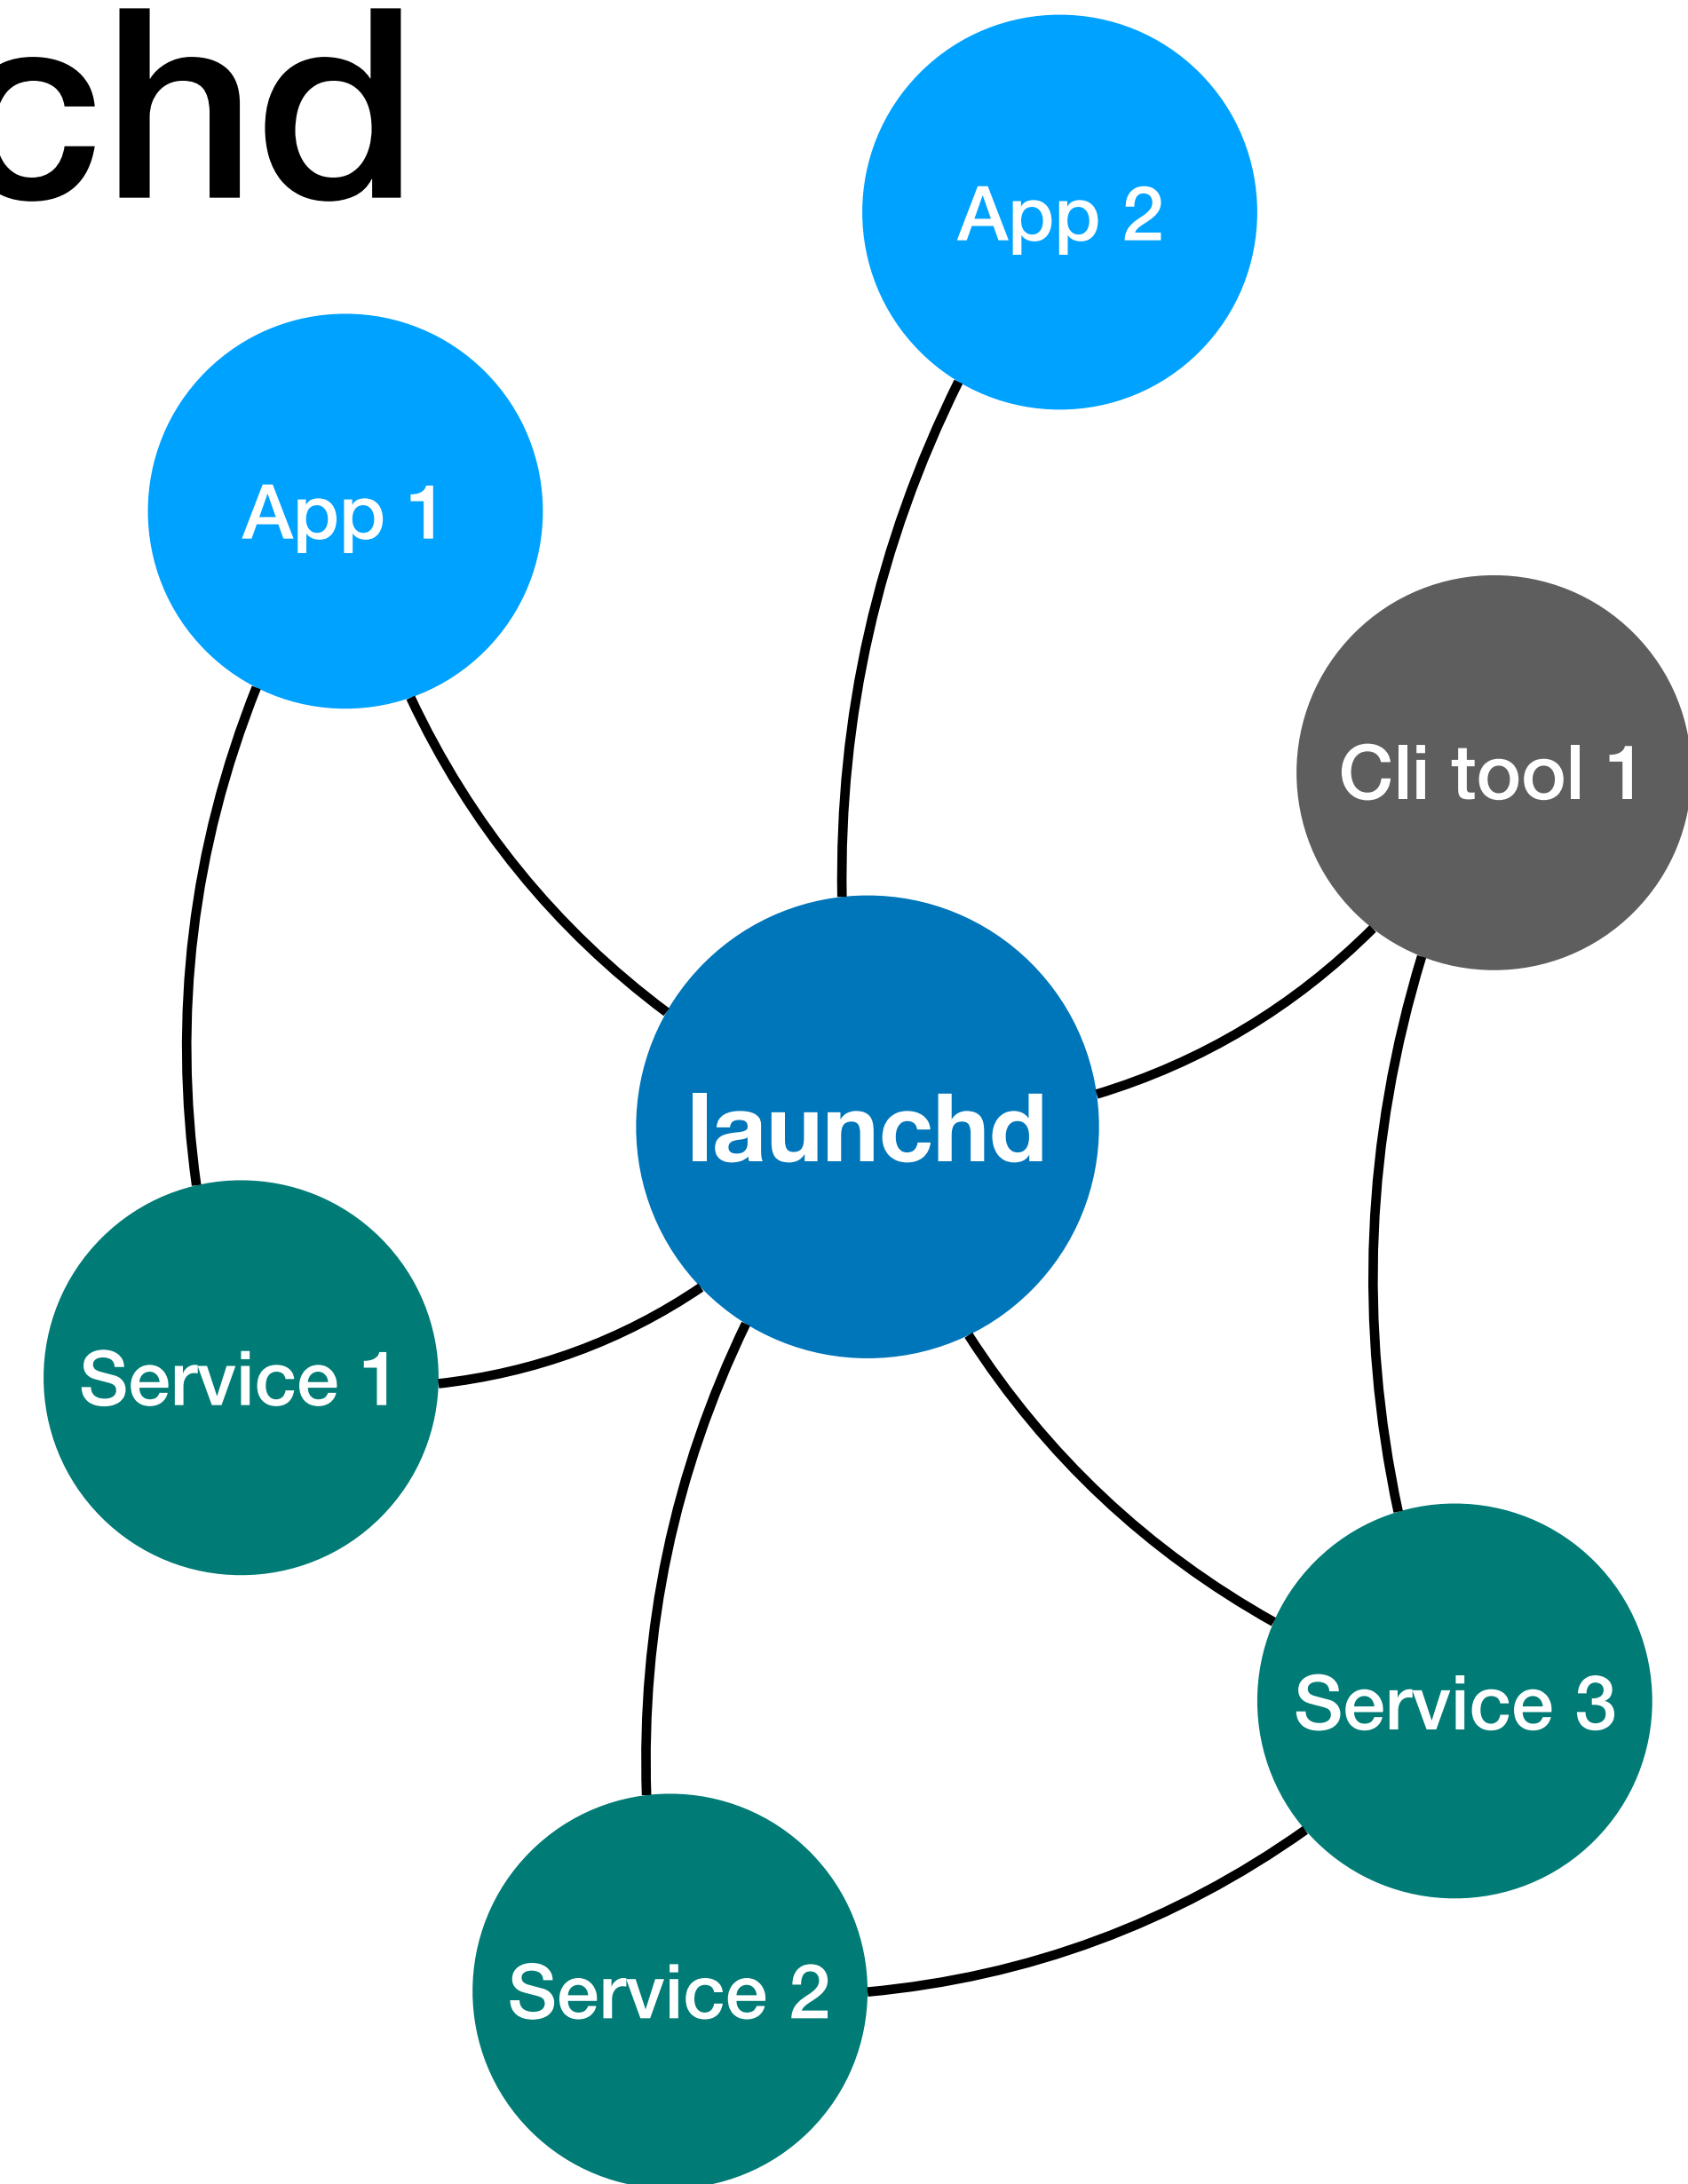 chd
App 2
App 1
Cli tool 1
launchd
Service 1
Service 3
Service 2